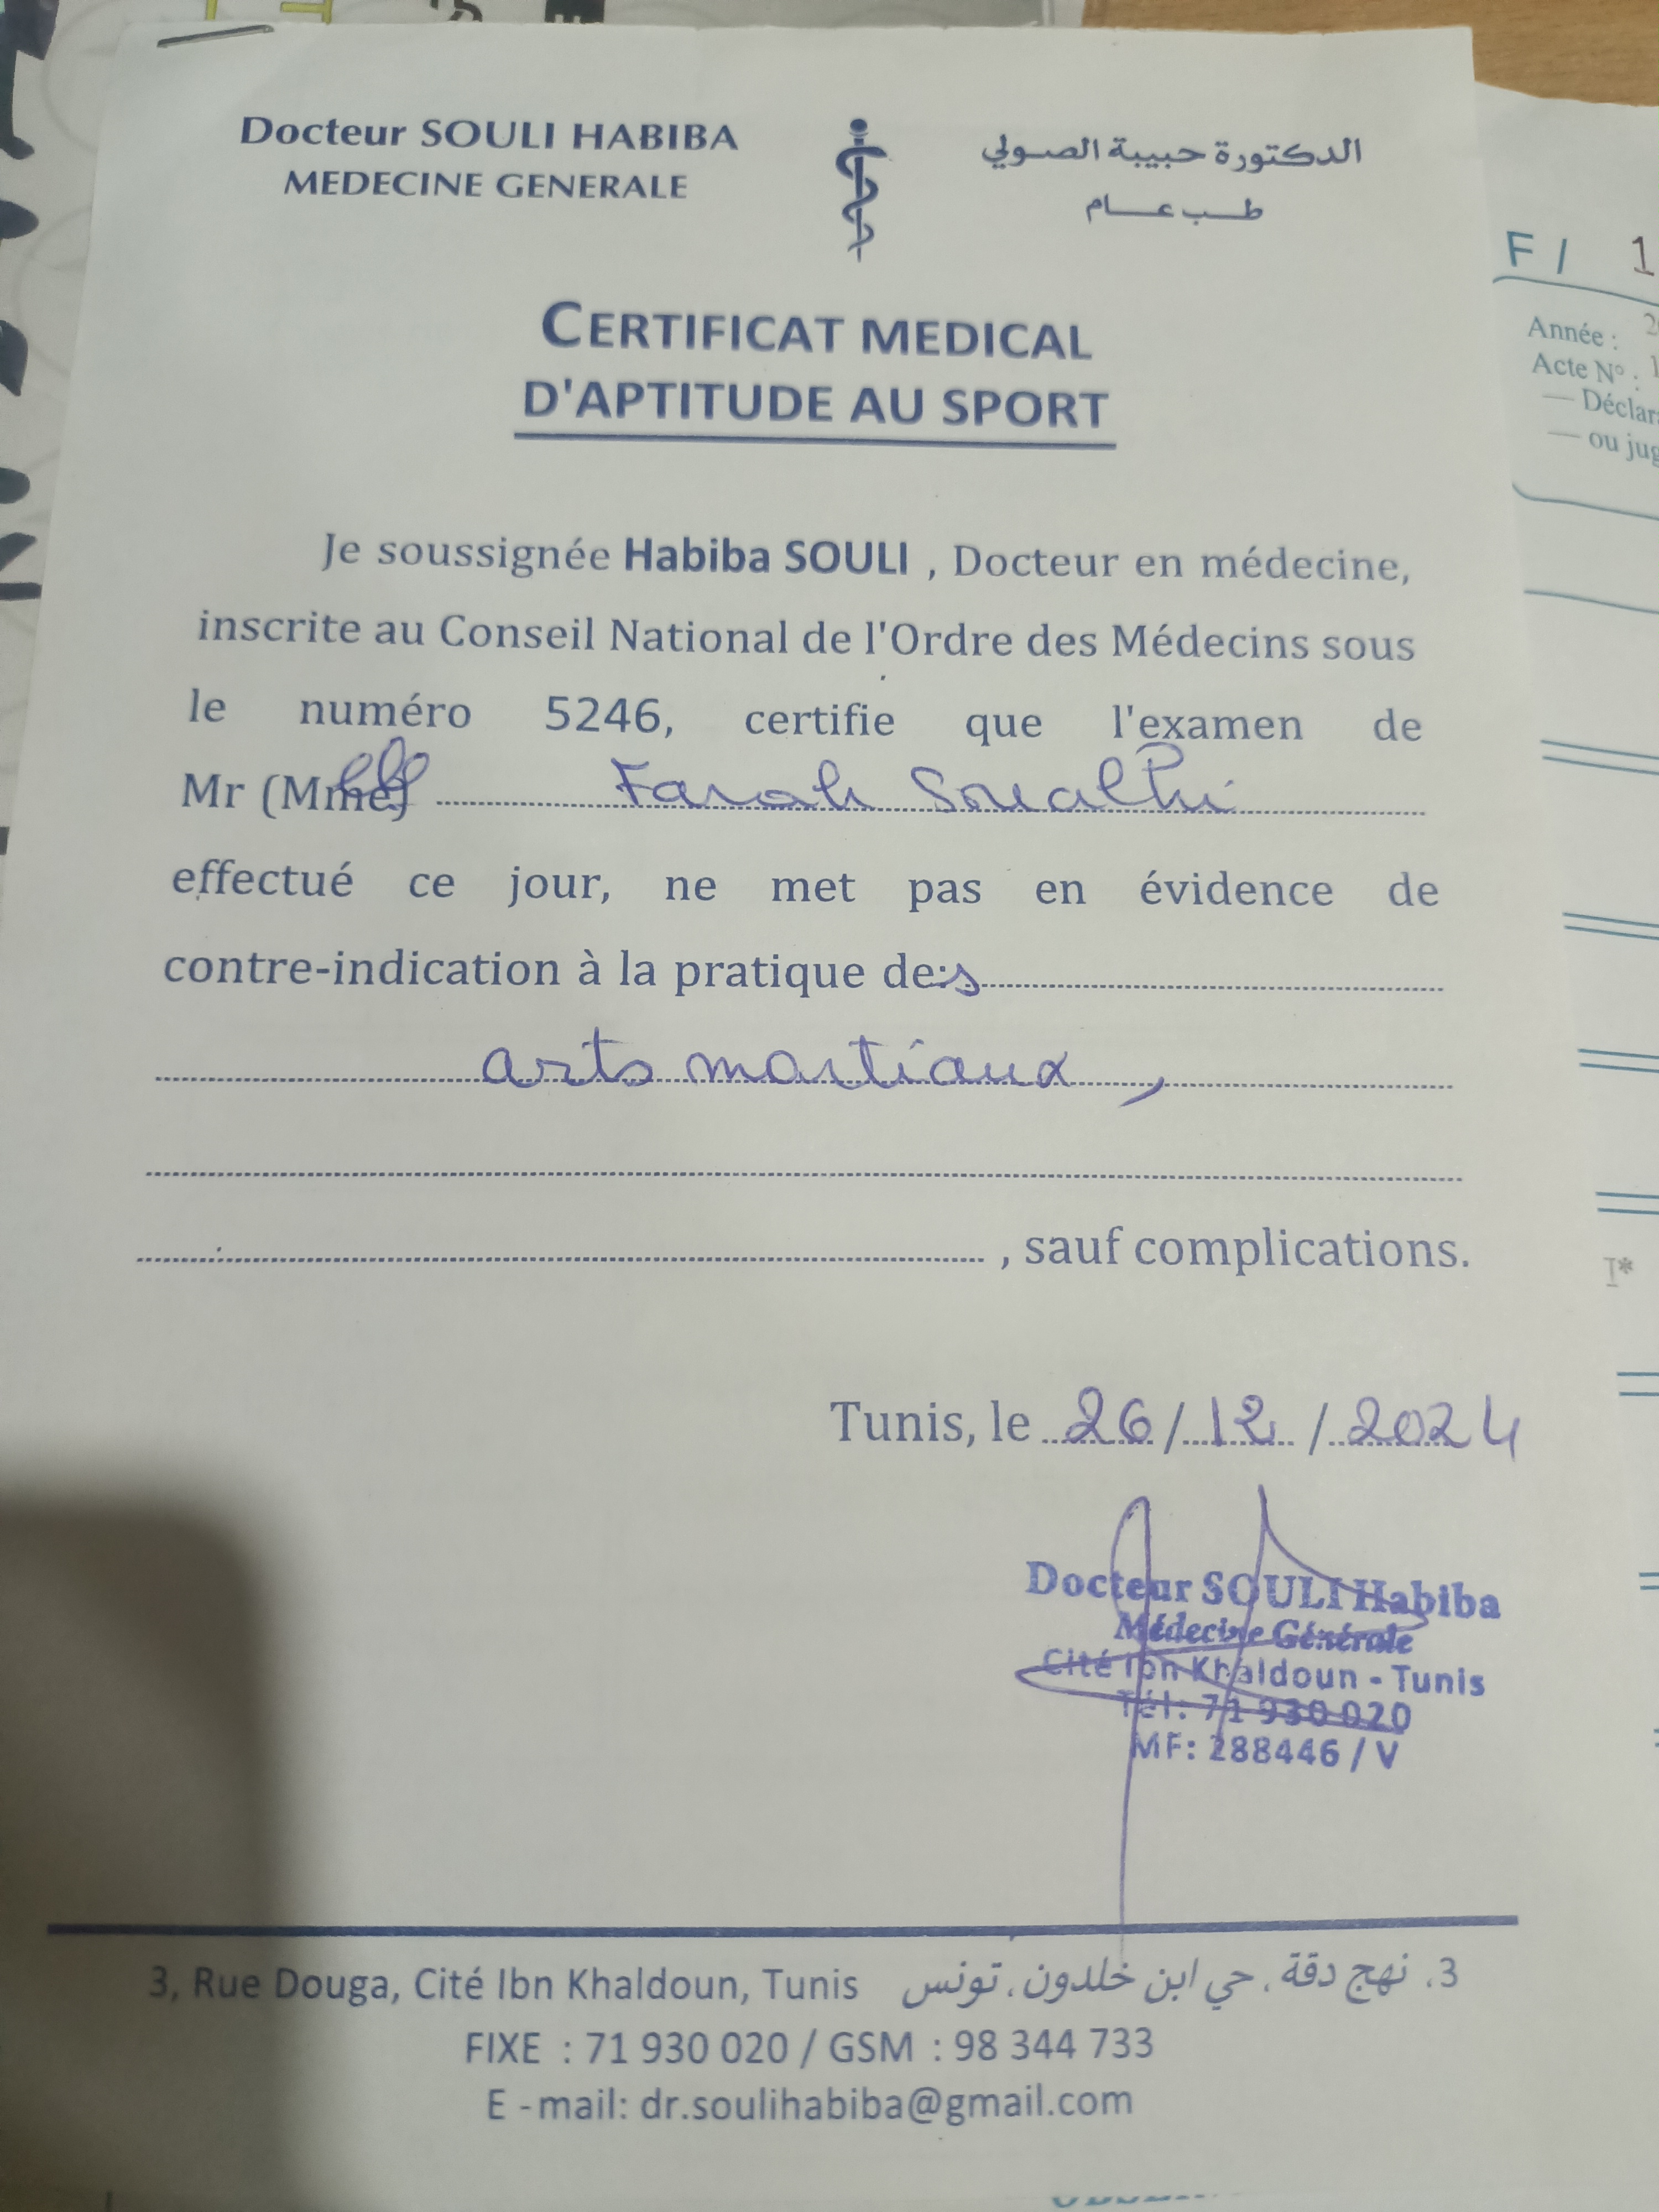 Docteur SOULI HABIBA
MEDECINE GENERALE
الدكتورة حبيبة الصولي
طب عام
CERTIFICAT MEDICAL
D'APTITUDE AU SPORT
Je soussignée Habiba SOULI , Docteur en médecine,
inscrite au Conseil National de l'Ordre des Médecins sous
le numéro 5246, certifie que l'examen de
Mr (Mme) Farah Soualhi
effectué ce jour, ne met pas en évidence de
contre-indication à la pratique de:s
arts martiaux,
, sauf complications.
Tunis, le 26/12/2024
Docteur SOULI Habiba
Médecine Générale
Cité Ibn Khaldoun - Tunis
Tél: 71 930 020
MF: 288446 / V
3, Rue Douga, Cité Ibn Khaldoun, Tunis
3، نهج دقة، حي ابن خلدون، تونس
FIXE : 71 930 020 / GSM : 98 344 733
E - mail: dr.soulihabiba@gmail.com
F / 1
Année :
Acte N° :
— ou
I*